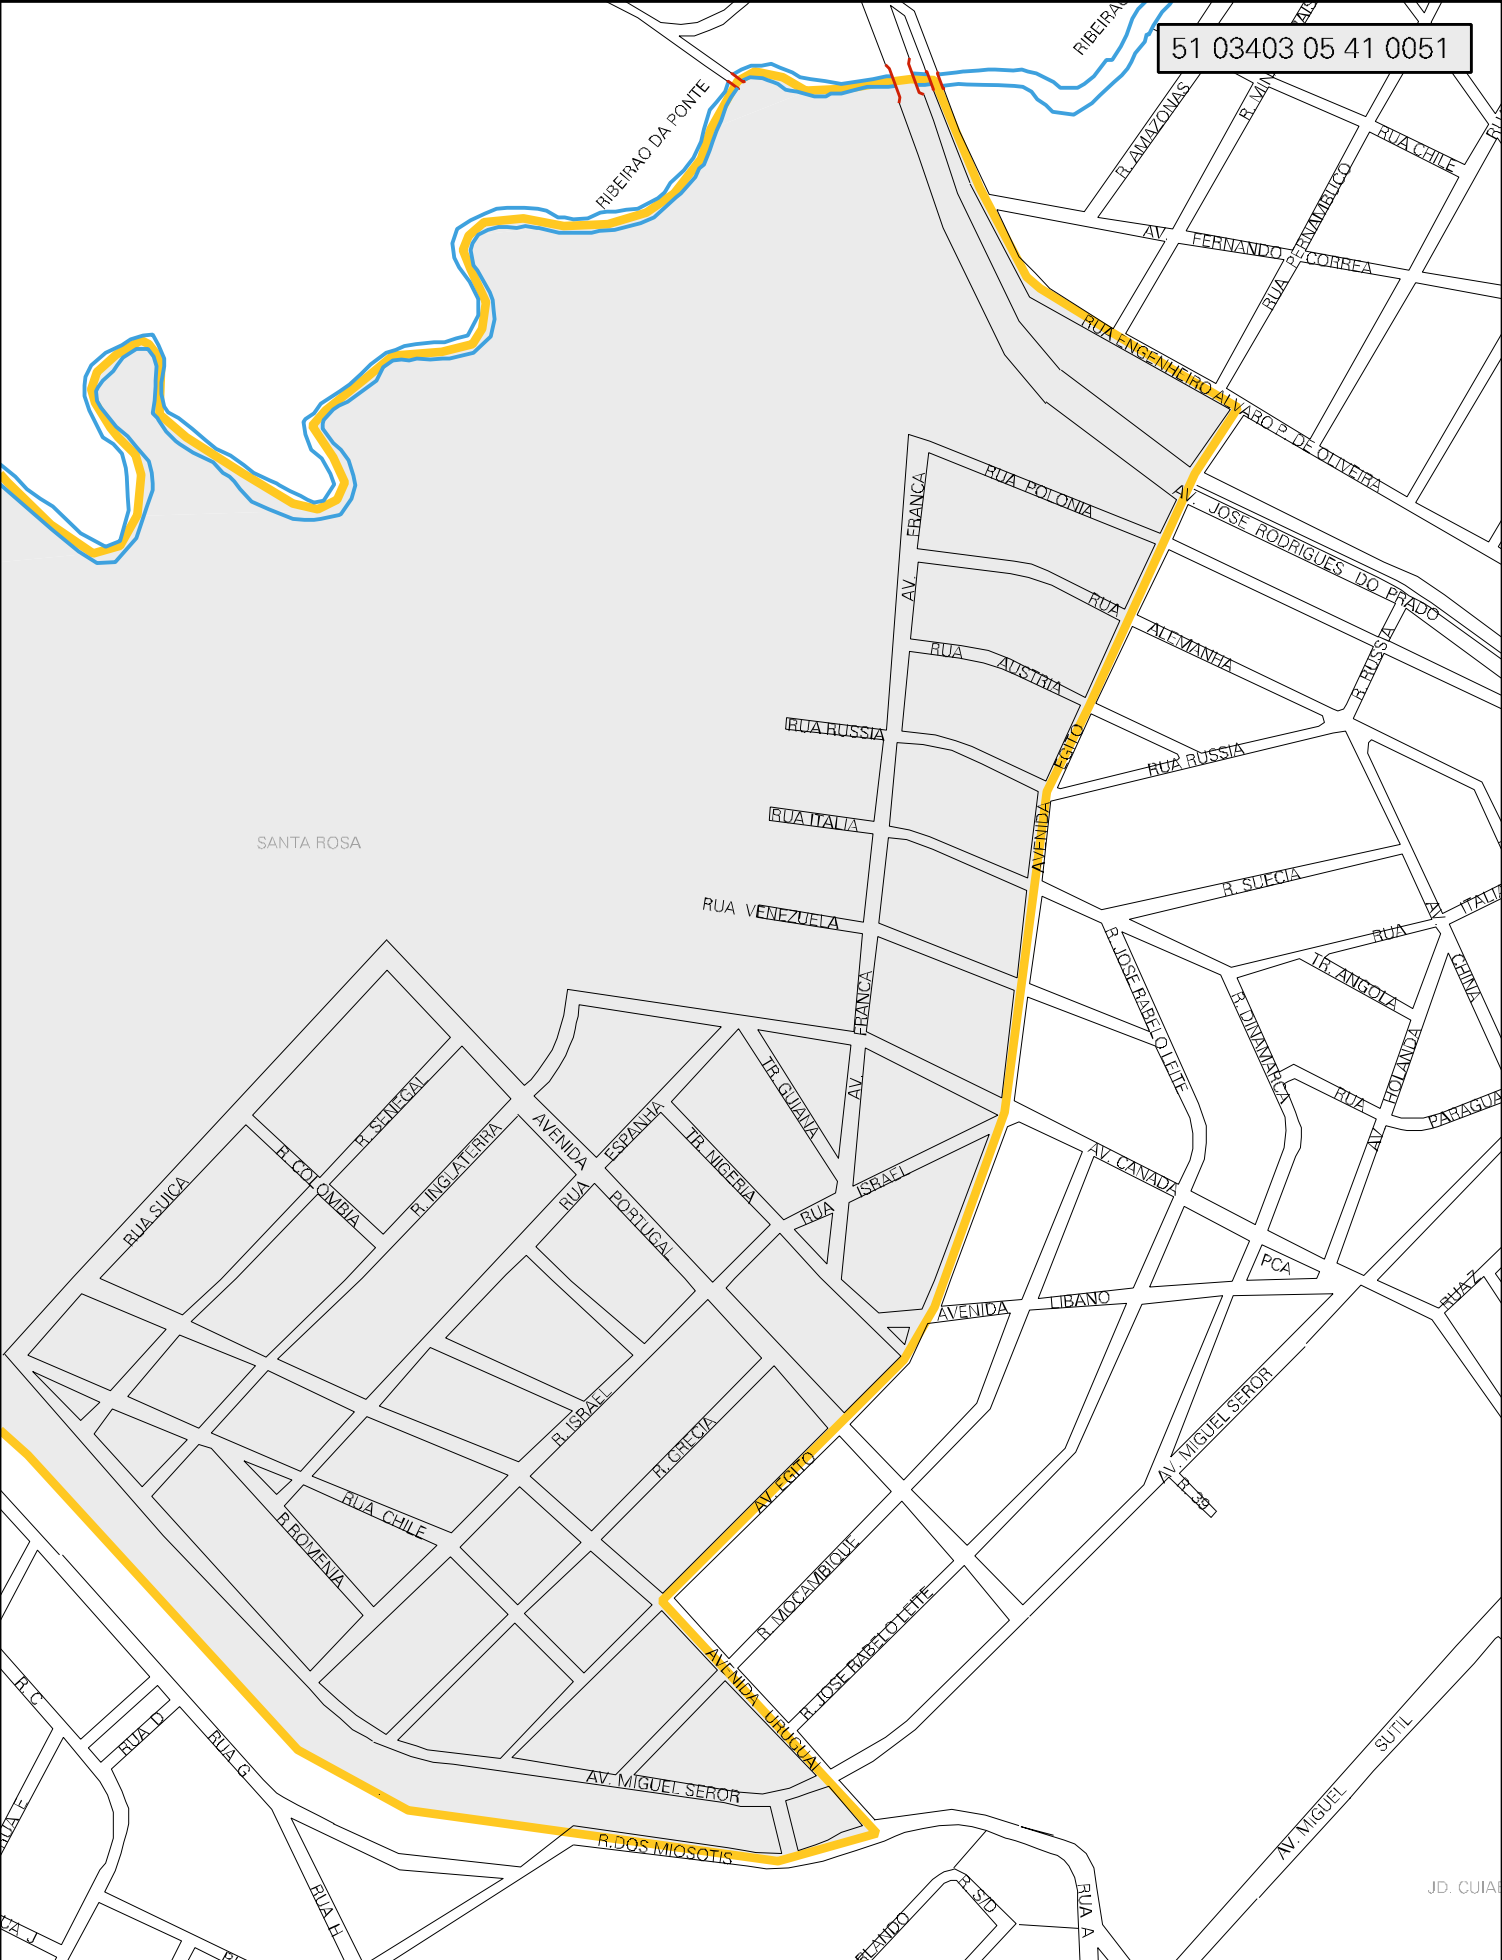 51 03403 05 41 0051
RIBEIRAO DA PONTE
R. AMAZONAS
RUA CHILE
AV. FERNANDO CORREA
RUA PERNAMBUCO
RUA ENGENHEIRO ALVARO P. DE OLIVEIRA
RUA POLONIA
AV. FRANCA
AV. JOSE RODRIGUES DO PRADO
RUA ALEMANHA
RUA AUSTRIA
R. RUSSIA
RUA RUSSIA
AVENIDA EGITO
RUA RUSSIA
RUA ITALIA
SANTA ROSA
R. SUECIA
RUA VENEZUELA
RUA ITALIA
AV. CHINA
TR. ANGOLA
R. JOSE RABELO LEITE
R. DINAMARCA
AV. FRANCA
AV. HOLANDA
TR. GUIANA
R. SENEGAL
RUA ESPANHA
RUA
AVENIDA PORTUGAL
TR. NIGERIA
R. COLOMBIA
R. INGLATERRA
RUA SUICA
RUA ISRAEL
AV. CANADA
PCA
RUA Z
AVENIDA LIBANO
AV. MIGUEL SEROR
R. 39
R. ISRAEL
R. GRECIA
AV. EGITO
RUA CHILE
R.ROMENIA
R. MOCAMBIQUE
R. JOSE RABELO LEITE
AVENIDA URUGUAI
R. C
RUA D
RUA G
AV. MIGUEL SEROR
R.DOS MIOSOTIS
AV. MIGUEL SUTIL
RUA H
R. S/D
RUA A